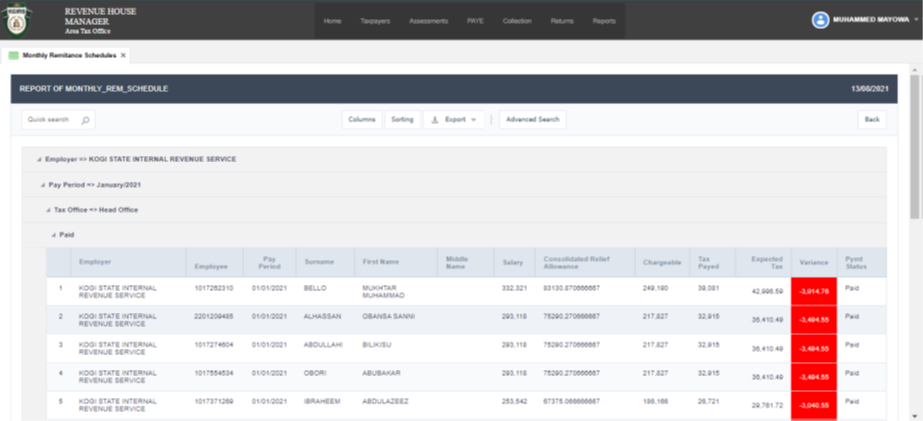 REVENUE HOUSE
MANAGER
Area Tax Office
Home Taxpayers Assessments PAYE Collection Returns Reports
MUHAMMED MAYOWA
Monthly Remitance Schedules ×
REPORT OF MONTHLY_REM_SCHEDULE 13/08/2021
Quick search Columns Sorting Export Advanced Search Back
Employer => KOGI STATE INTERNAL REVENUE SERVICE
Pay Period => January/2021
Tax Office => Head Office
Paid
Employer Employee Pay Period Surname First Name Middle Name Salary Consolidated Relief Allowance Chargeable Tax Paid Expected Tax Variance Pymt Status
1 KOGI STATE INTERNAL REVENUE SERVICE 1017262310 01/01/2021 BELLO MUKHTAR MUHAMMAD 332,321 83130.870666667 249,190 39,081 42,996.59 -3,914.76 Paid
2 KOGI STATE INTERNAL REVENUE SERVICE 2201209485 01/01/2021 ALHASSAN OBANSA SANNI 293,118 75290.270666667 217,827 32,915 36,410.49 -3,494.55 Paid
3 KOGI STATE INTERNAL REVENUE SERVICE 1017274604 01/01/2021 ABDULLAHI BILIKISU 293,118 75290.270666667 217,827 32,915 36,410.49 -3,494.55 Paid
4 KOGI STATE INTERNAL REVENUE SERVICE 1017554534 01/01/2021 OBORI ABUBAKAR 293,118 75290.270666667 217,827 32,915 36,410.49 -3,494.55 Paid
5 KOGI STATE INTERNAL REVENUE SERVICE 1017371269 01/01/2021 IBRAHEEM ABDULAZEEZ 253,542 67375.066666667 186,166 26,721 29,761.72 -3,040.55 Paid